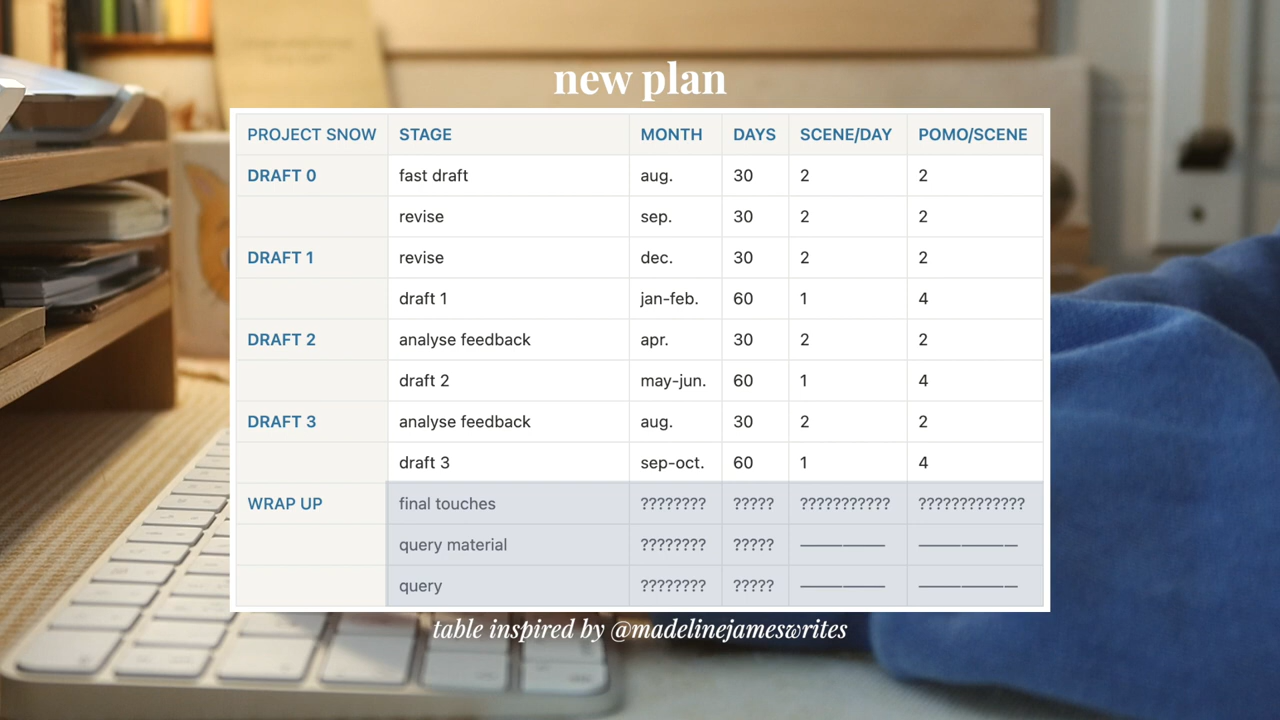 new plan
PROJECT SNOW STAGE MONTH DAYS SCENE/DAY POMO/SCENE
DRAFT 0 fast draft aug. 30 2 2
revise sep. 30 2 2
DRAFT 1 revise dec. 30 2 2
draft 1 jan-feb. 60 1 4
DRAFT 2 analyse feedback apr. 30 2 2
draft 2 may-jun. 60 1 4
DRAFT 3 analyse feedback aug. 30 2 2
draft 3 sep-oct. 60 1 4
WRAP UP final touches ???????? ????? ??????????? ?????????????
query material ???????? ????? —————— ——————
query ???????? ????? —————— ——————
table inspired by @madelinejameswrites